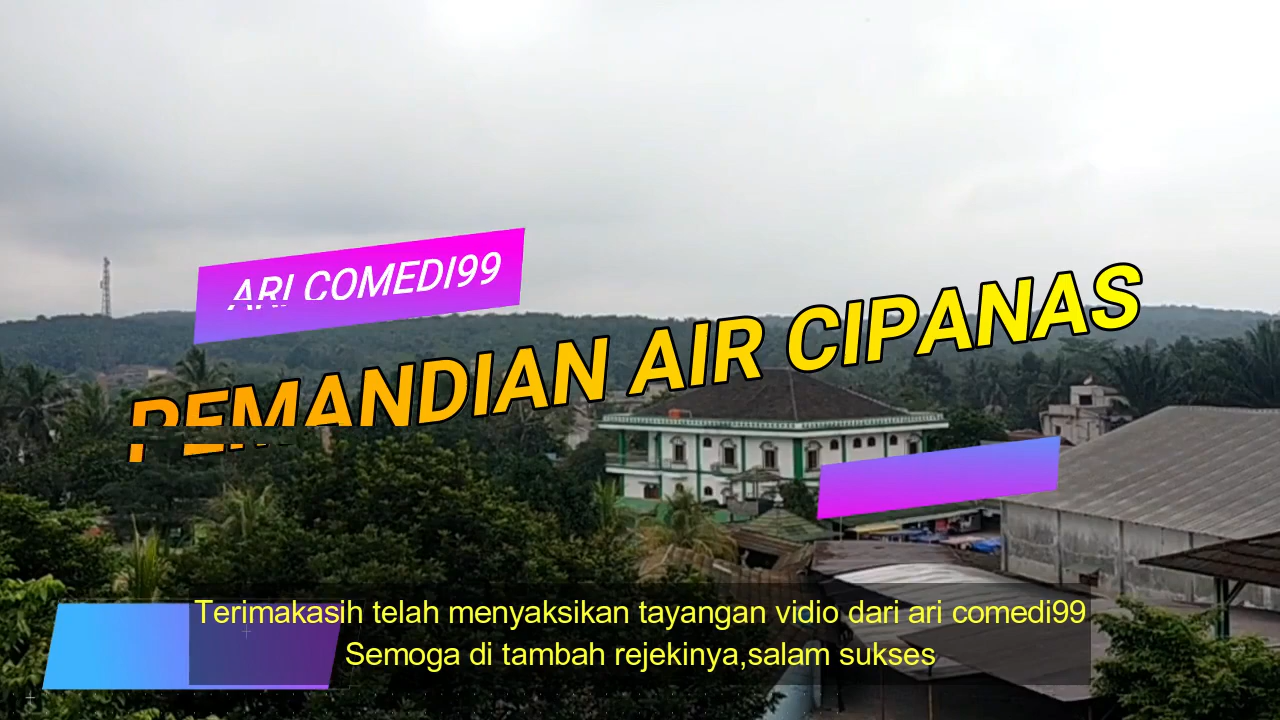 ARI COMEDI99
PEMANDIAN AIR CIPANAS
Terimakasih telah menyaksikan tayangan vidio dari ari comedi99
Semoga di tambah rejekinya,salam sukses